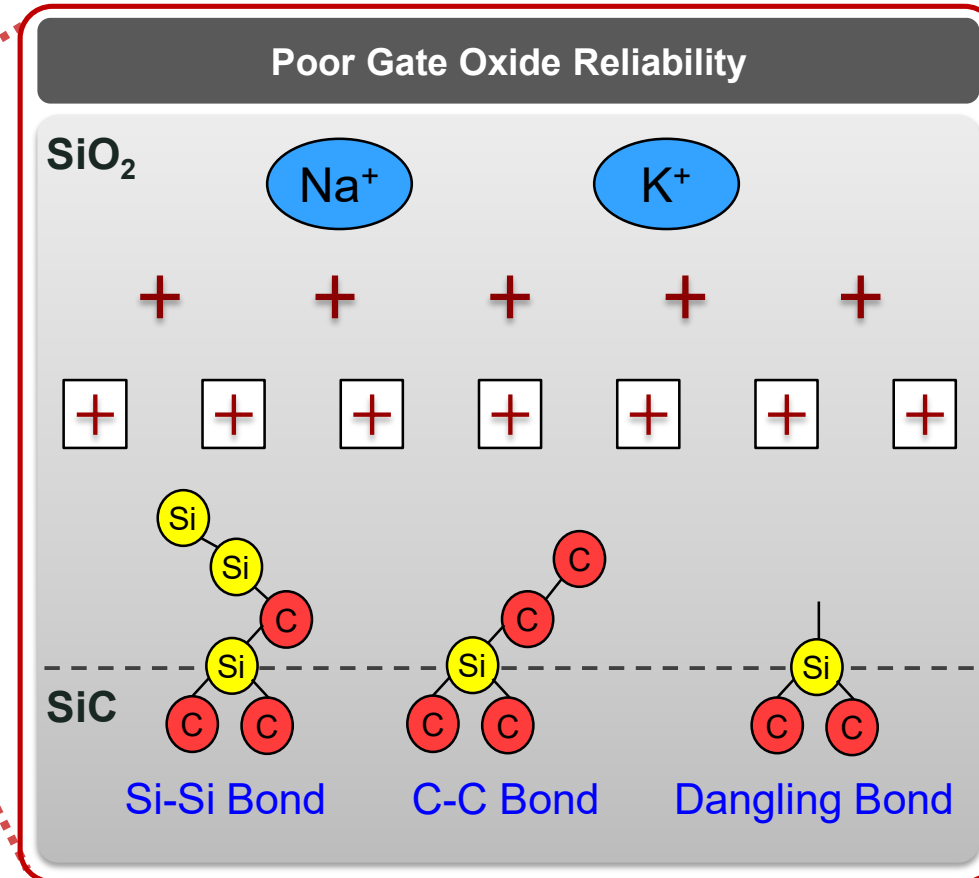 Poor Gate Oxide Reliability
SiO₂
Na⁺ K⁺
+ + + + +
+ + + + + + +
Si
Si C
C C
Si Si Si
SiC
C C C C C C
Si-Si Bond C-C Bond Dangling Bond